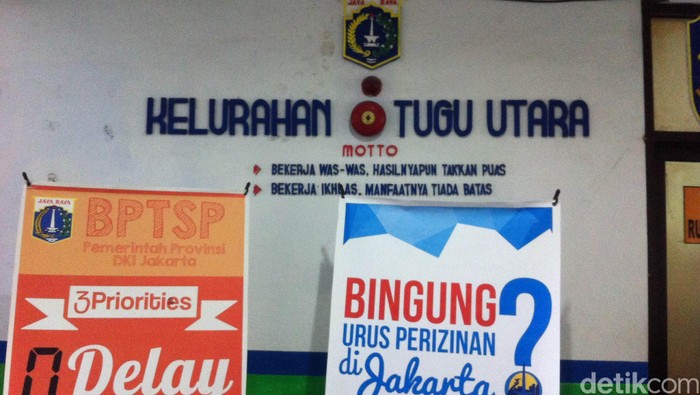 JAYA RAYA
KELURAHAN TUGU UTARA
MOTTO
BEKERJA WAS-WAS, HASILNYAPUN TAKKAN PUAS
BEKERJA IKHLAS, MANFAATNYA TIADA BATAS
JAYA RAYA
BPTSP
Pemerintah Provinsi
DKI Jakarta
3Priorities
0 Delay
BINGUNG
URUS PERIZINAN
di
Jakarta
?
RU
detikcom